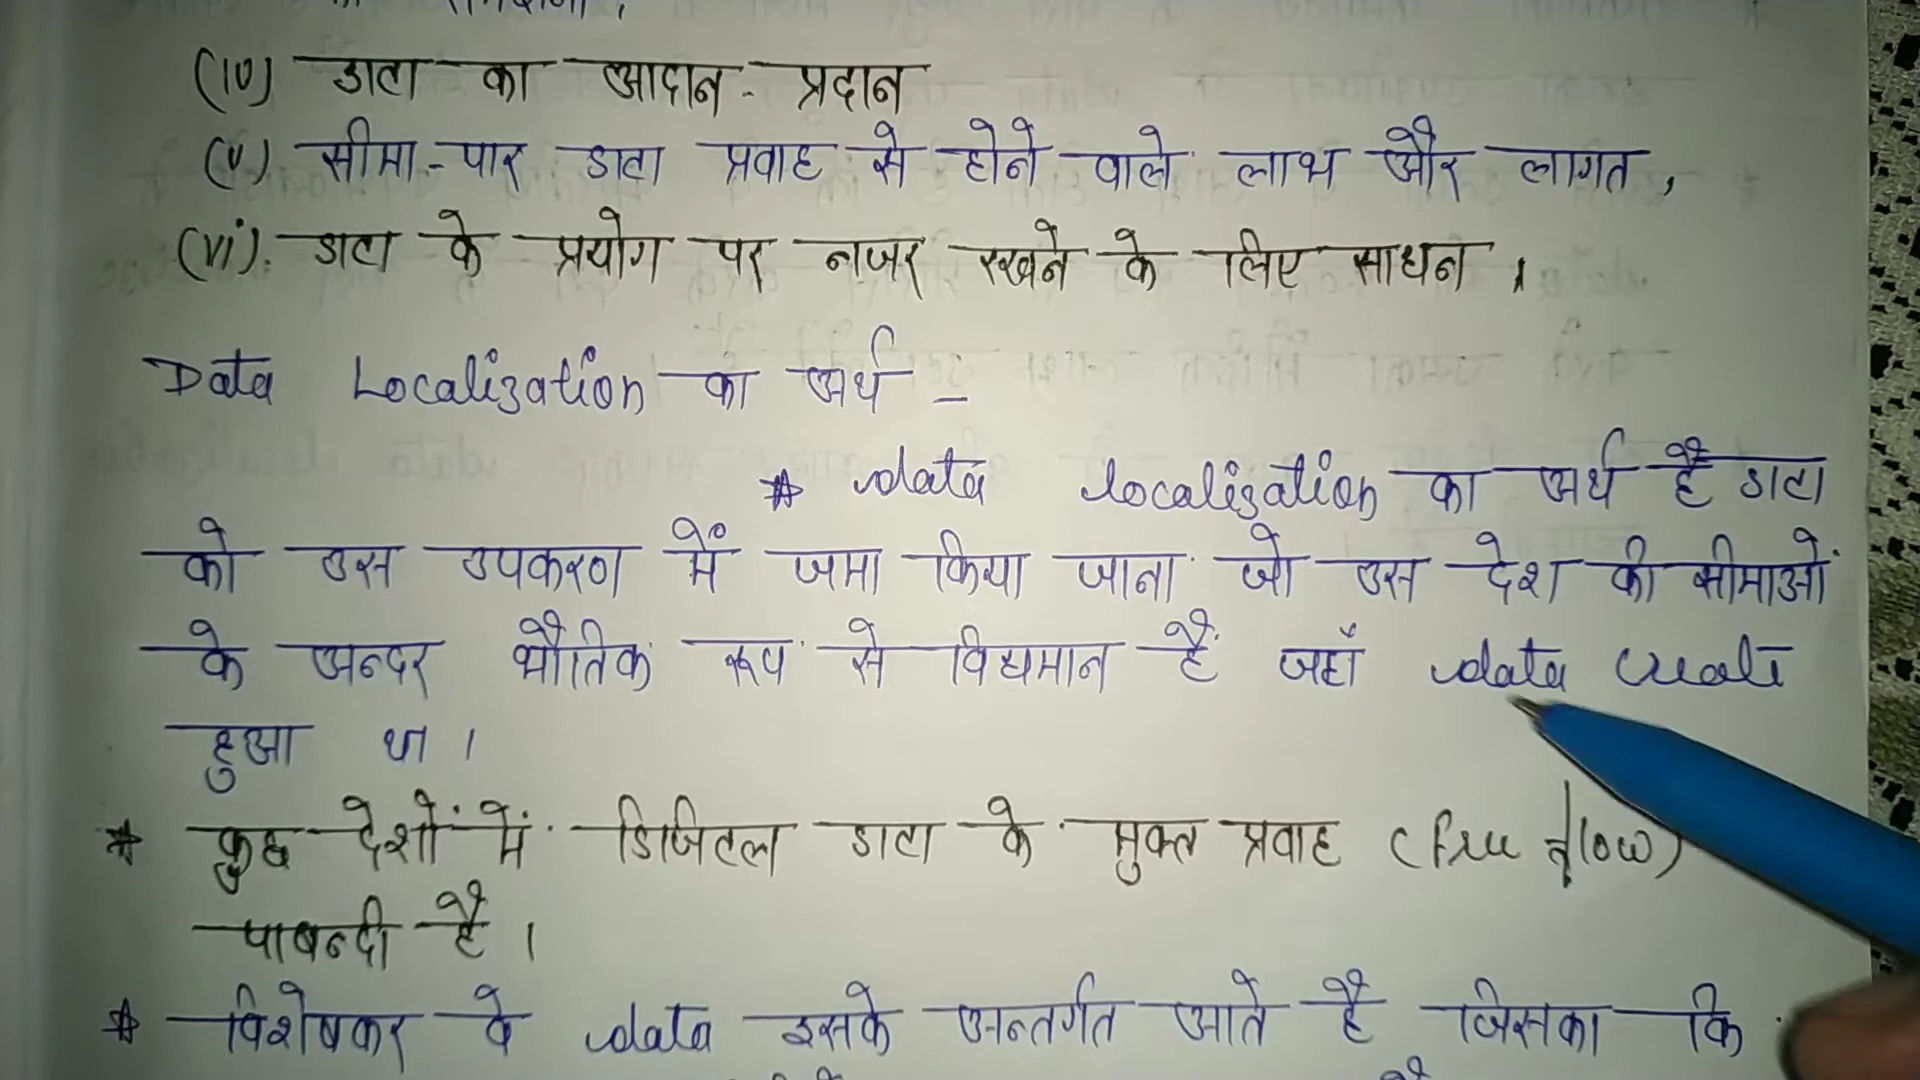 (iv) डाटा का आदान-प्रदान
(v) सीमा-पार डाटा प्रवाह से होने वाले लाभ और लागत,
(vi). डाटा के प्रयोग पर नजर रखने के लिए साधन ।
Data Localization का अर्थ -
* data localization का अर्थ है डाटा
को उस उपकरण में जमा किया जाना जो उस देश की सीमाओं
के अन्दर भौतिक रूप से विद्यमान हैं जहाँ data create
हुआ था ।
* कुछ देशों में डिजिटल डाटा के मुक्त प्रवाह (free flow)
पाबन्दी है ।
* विशेषकर वे data इसके अन्तर्गत आते है जिसका कि